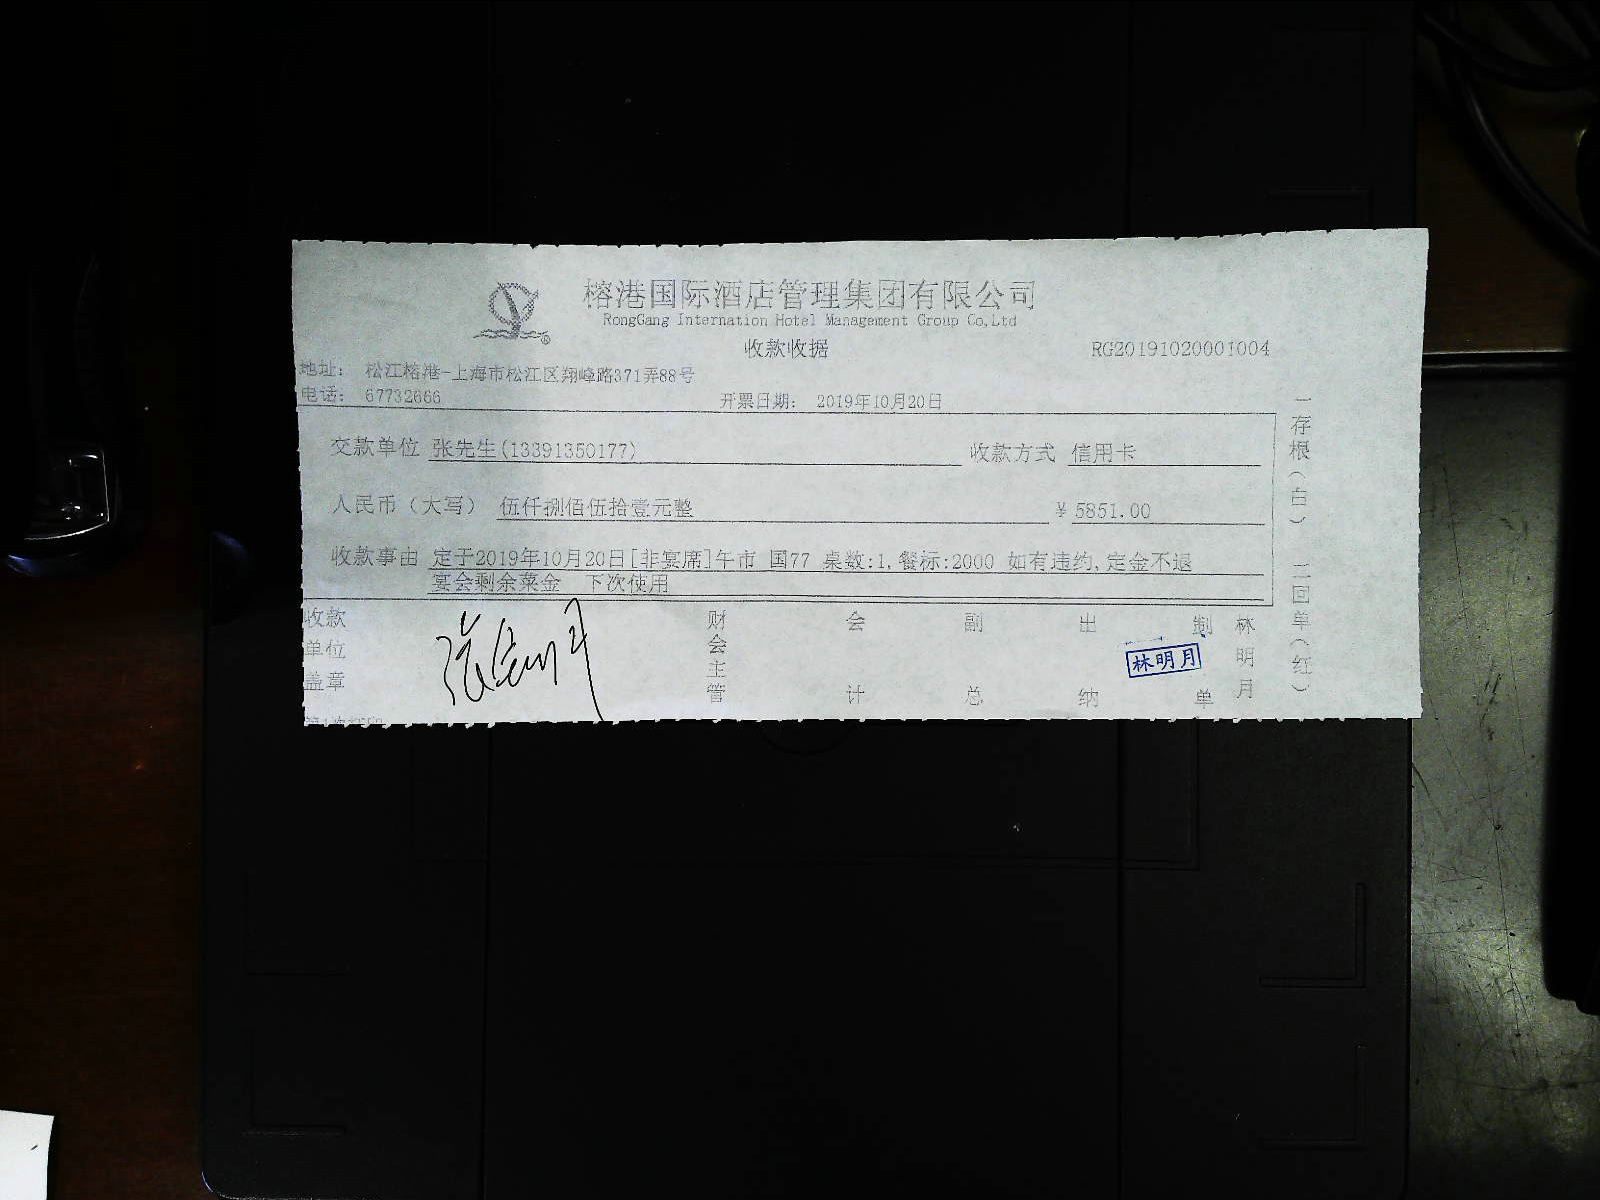 榕港国际酒店管理集团有限公司
RongGang Internation Hotel Management Group Co,Ltd
收款收据 RG20191020001004
地址： 松江榕港-上海市松江区翔峰路371弄88号
电话： 67732666 开票日期： 2019年10月20日
交款单位 张先生(13391350177) 收款方式 信用卡
人民币（大写） 伍仟捌佰伍拾壹元整 ¥ 5851.00
收款事由 定于2019年10月20日[非宴席]午市 国77 桌数:1,餐标:2000 如有违约,定金不退
宴会剩余菜金 下次使用
收款单位盖章 财会主管 会计 副总 出纳 制单 林明月
林明月
一存根（白） 二回单（红）